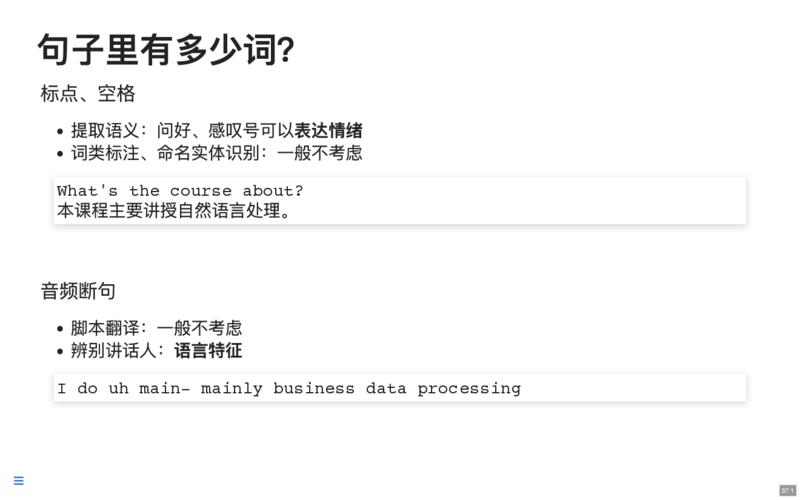 句子里有多少词?
标点、空格
• 提取语义：问好、感叹号可以表达情绪
• 词类标注、命名实体识别：一般不考虑
What's the course about?
本课程主要讲授自然语言处理。
音频断句
• 脚本翻译：一般不考虑
• 辨别讲话人：语言特征
I do uh main- mainly business data processing
37.1